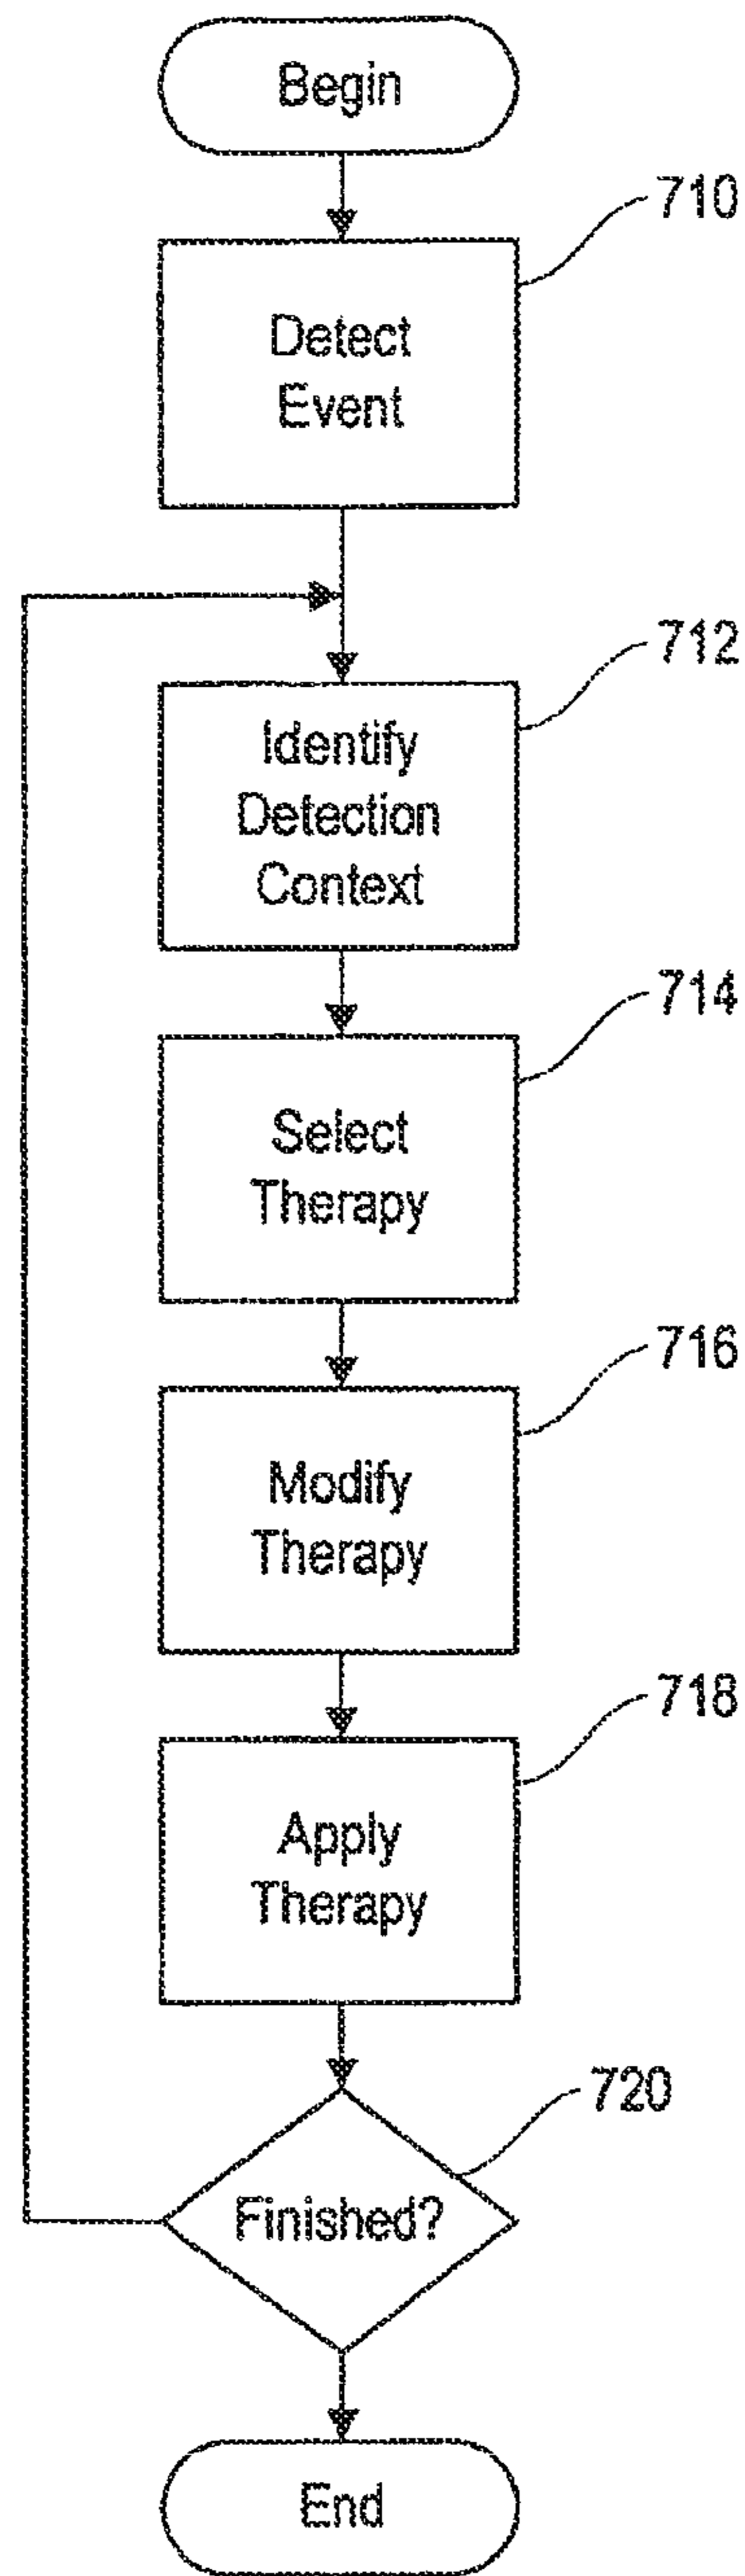 Begin
710
Detect
Event
712
Identify
Detection
Context
714
Select
Therapy
716
Modify
Therapy
718
Apply
Therapy
720
Finished?
End